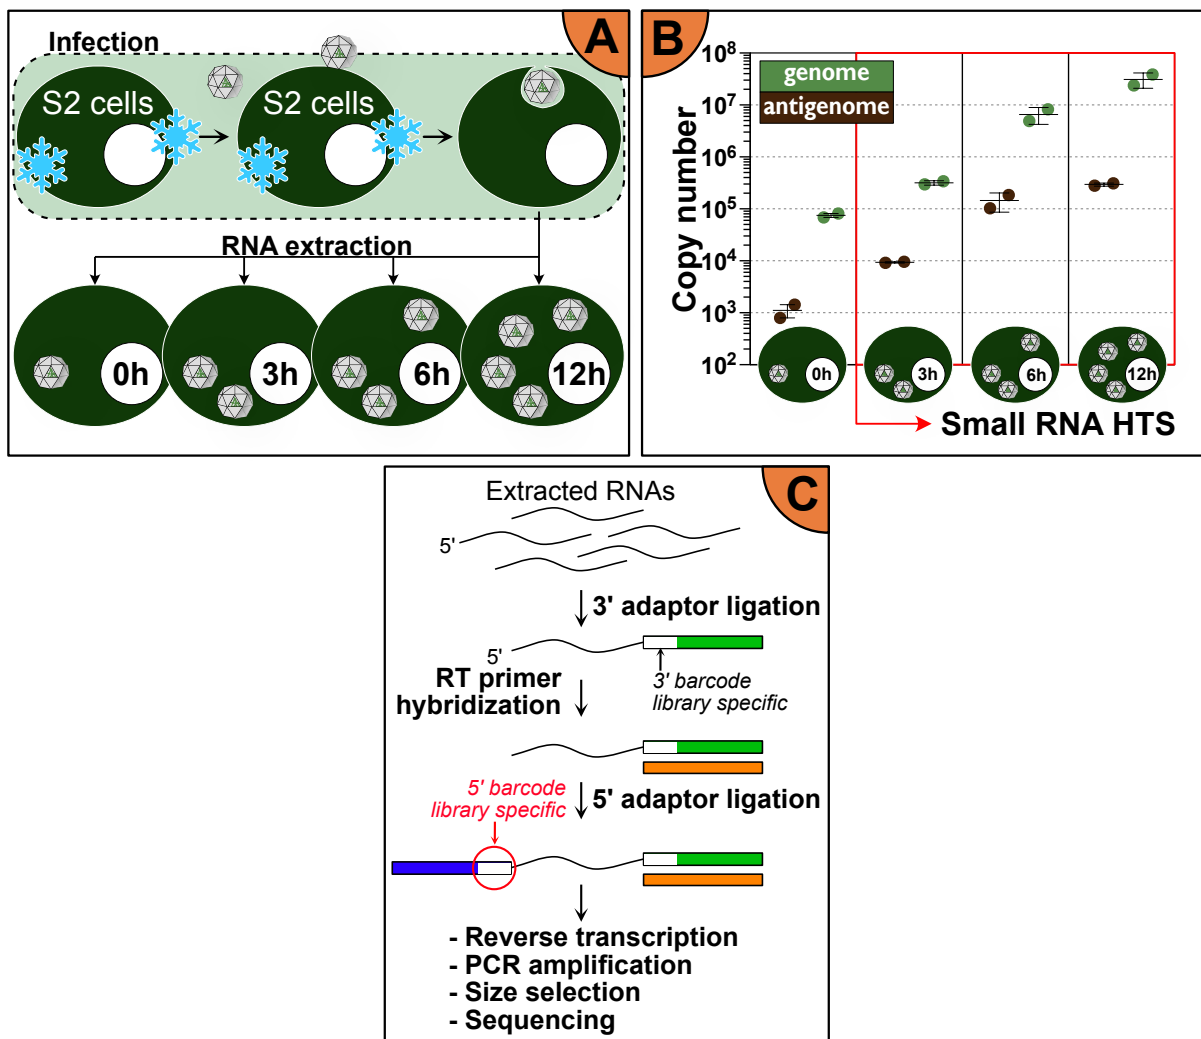 A
Infection
S2 cells
S2 cells
RNA extraction
0h
3h
6h
12h
B
Copy number
10^8
10^7
10^6
10^5
10^4
10^3
10^2
genome
antigenome
0h
3h
6h
12h
Small RNA HTS
C
Extracted RNAs
5'
3' adaptor ligation
5'
RT primer
hybridization
3' barcode
library specific
5' barcode
library specific
5' adaptor ligation
- Reverse transcription
- PCR amplification
- Size selection
- Sequencing